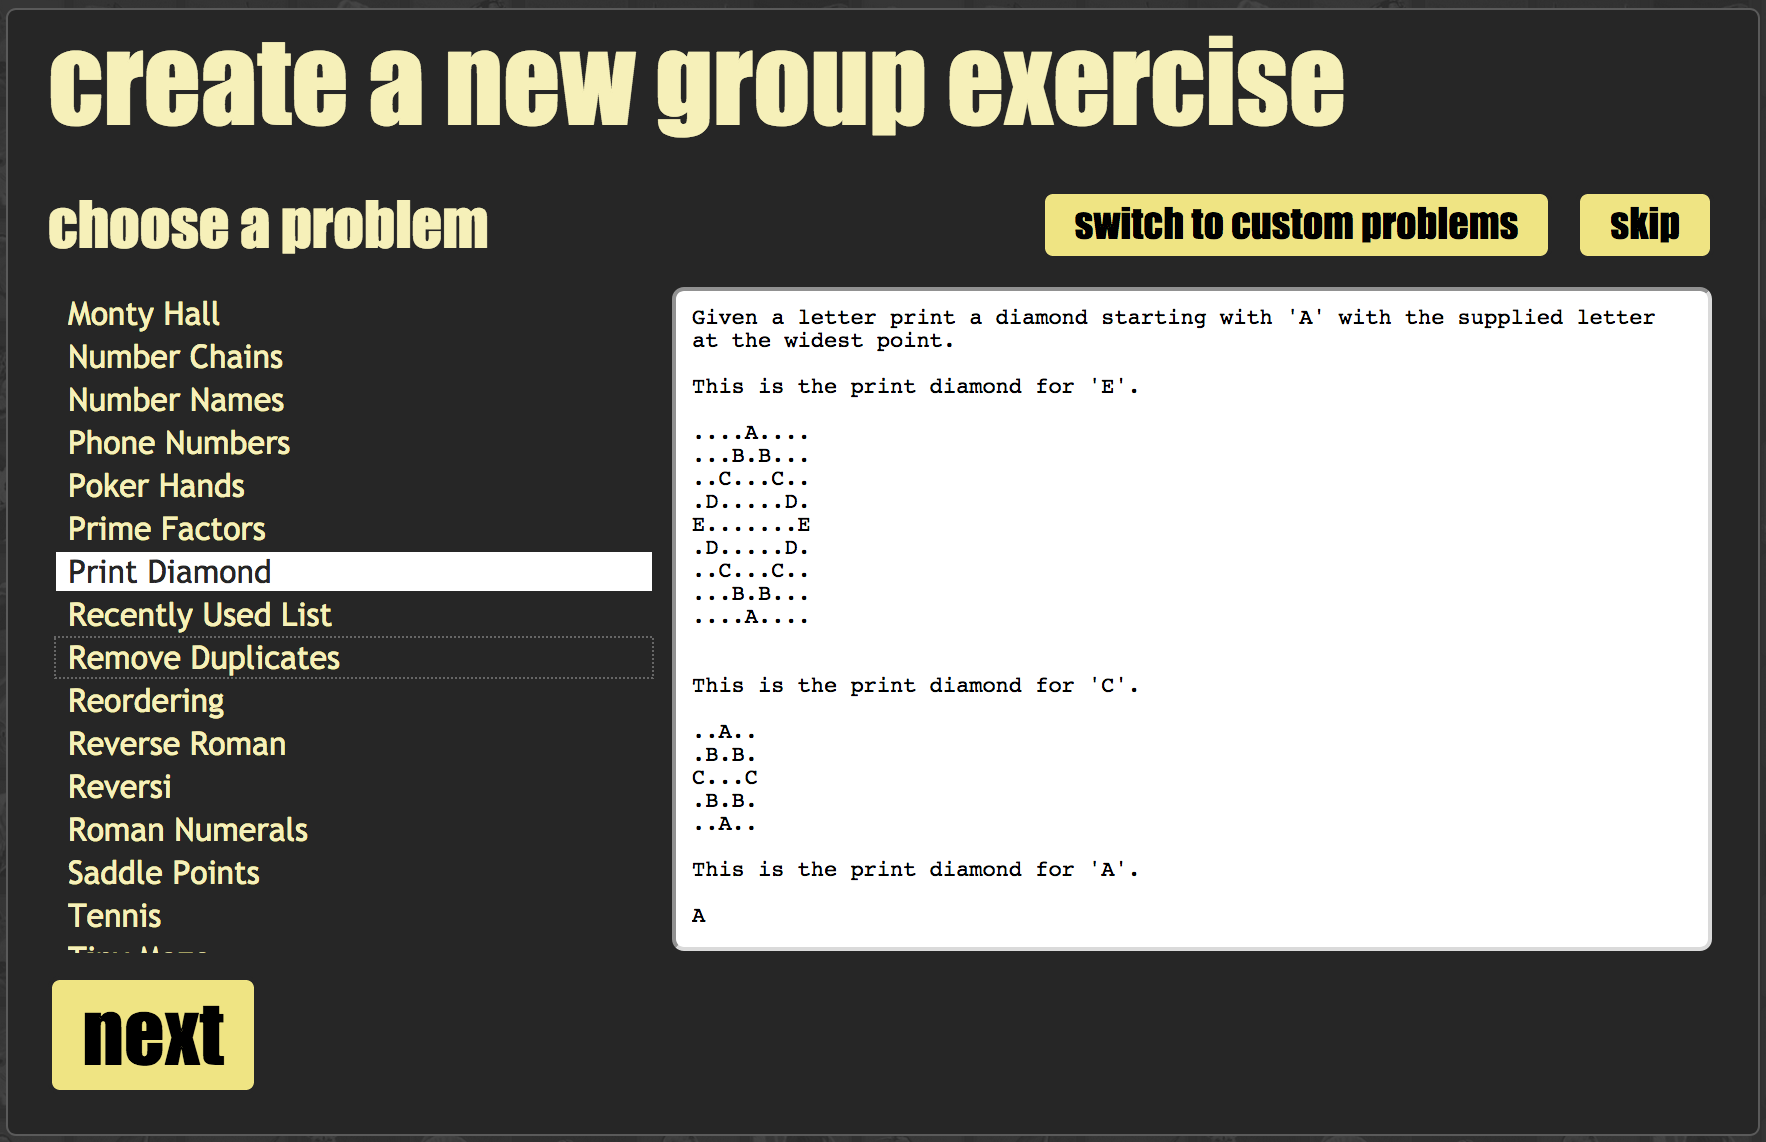 create a new group exercise
choose a problem
switch to custom problems
skip
Monty Hall
Number Chains
Number Names
Phone Numbers
Poker Hands
Prime Factors
Print Diamond
Recently Used List
Remove Duplicates
Reordering
Reverse Roman
Reversi
Roman Numerals
Saddle Points
Tennis
Given a letter print a diamond starting with 'A' with the supplied letter
at the widest point.
This is the print diamond for 'E'.
....A....
...B.B...
..C...C..
.D.....D.
E.......E
.D.....D.
..C...C..
...B.B...
....A....
This is the print diamond for 'C'.
..A..
.B.B.
C...C
.B.B.
..A..
This is the print diamond for 'A'.
A
next